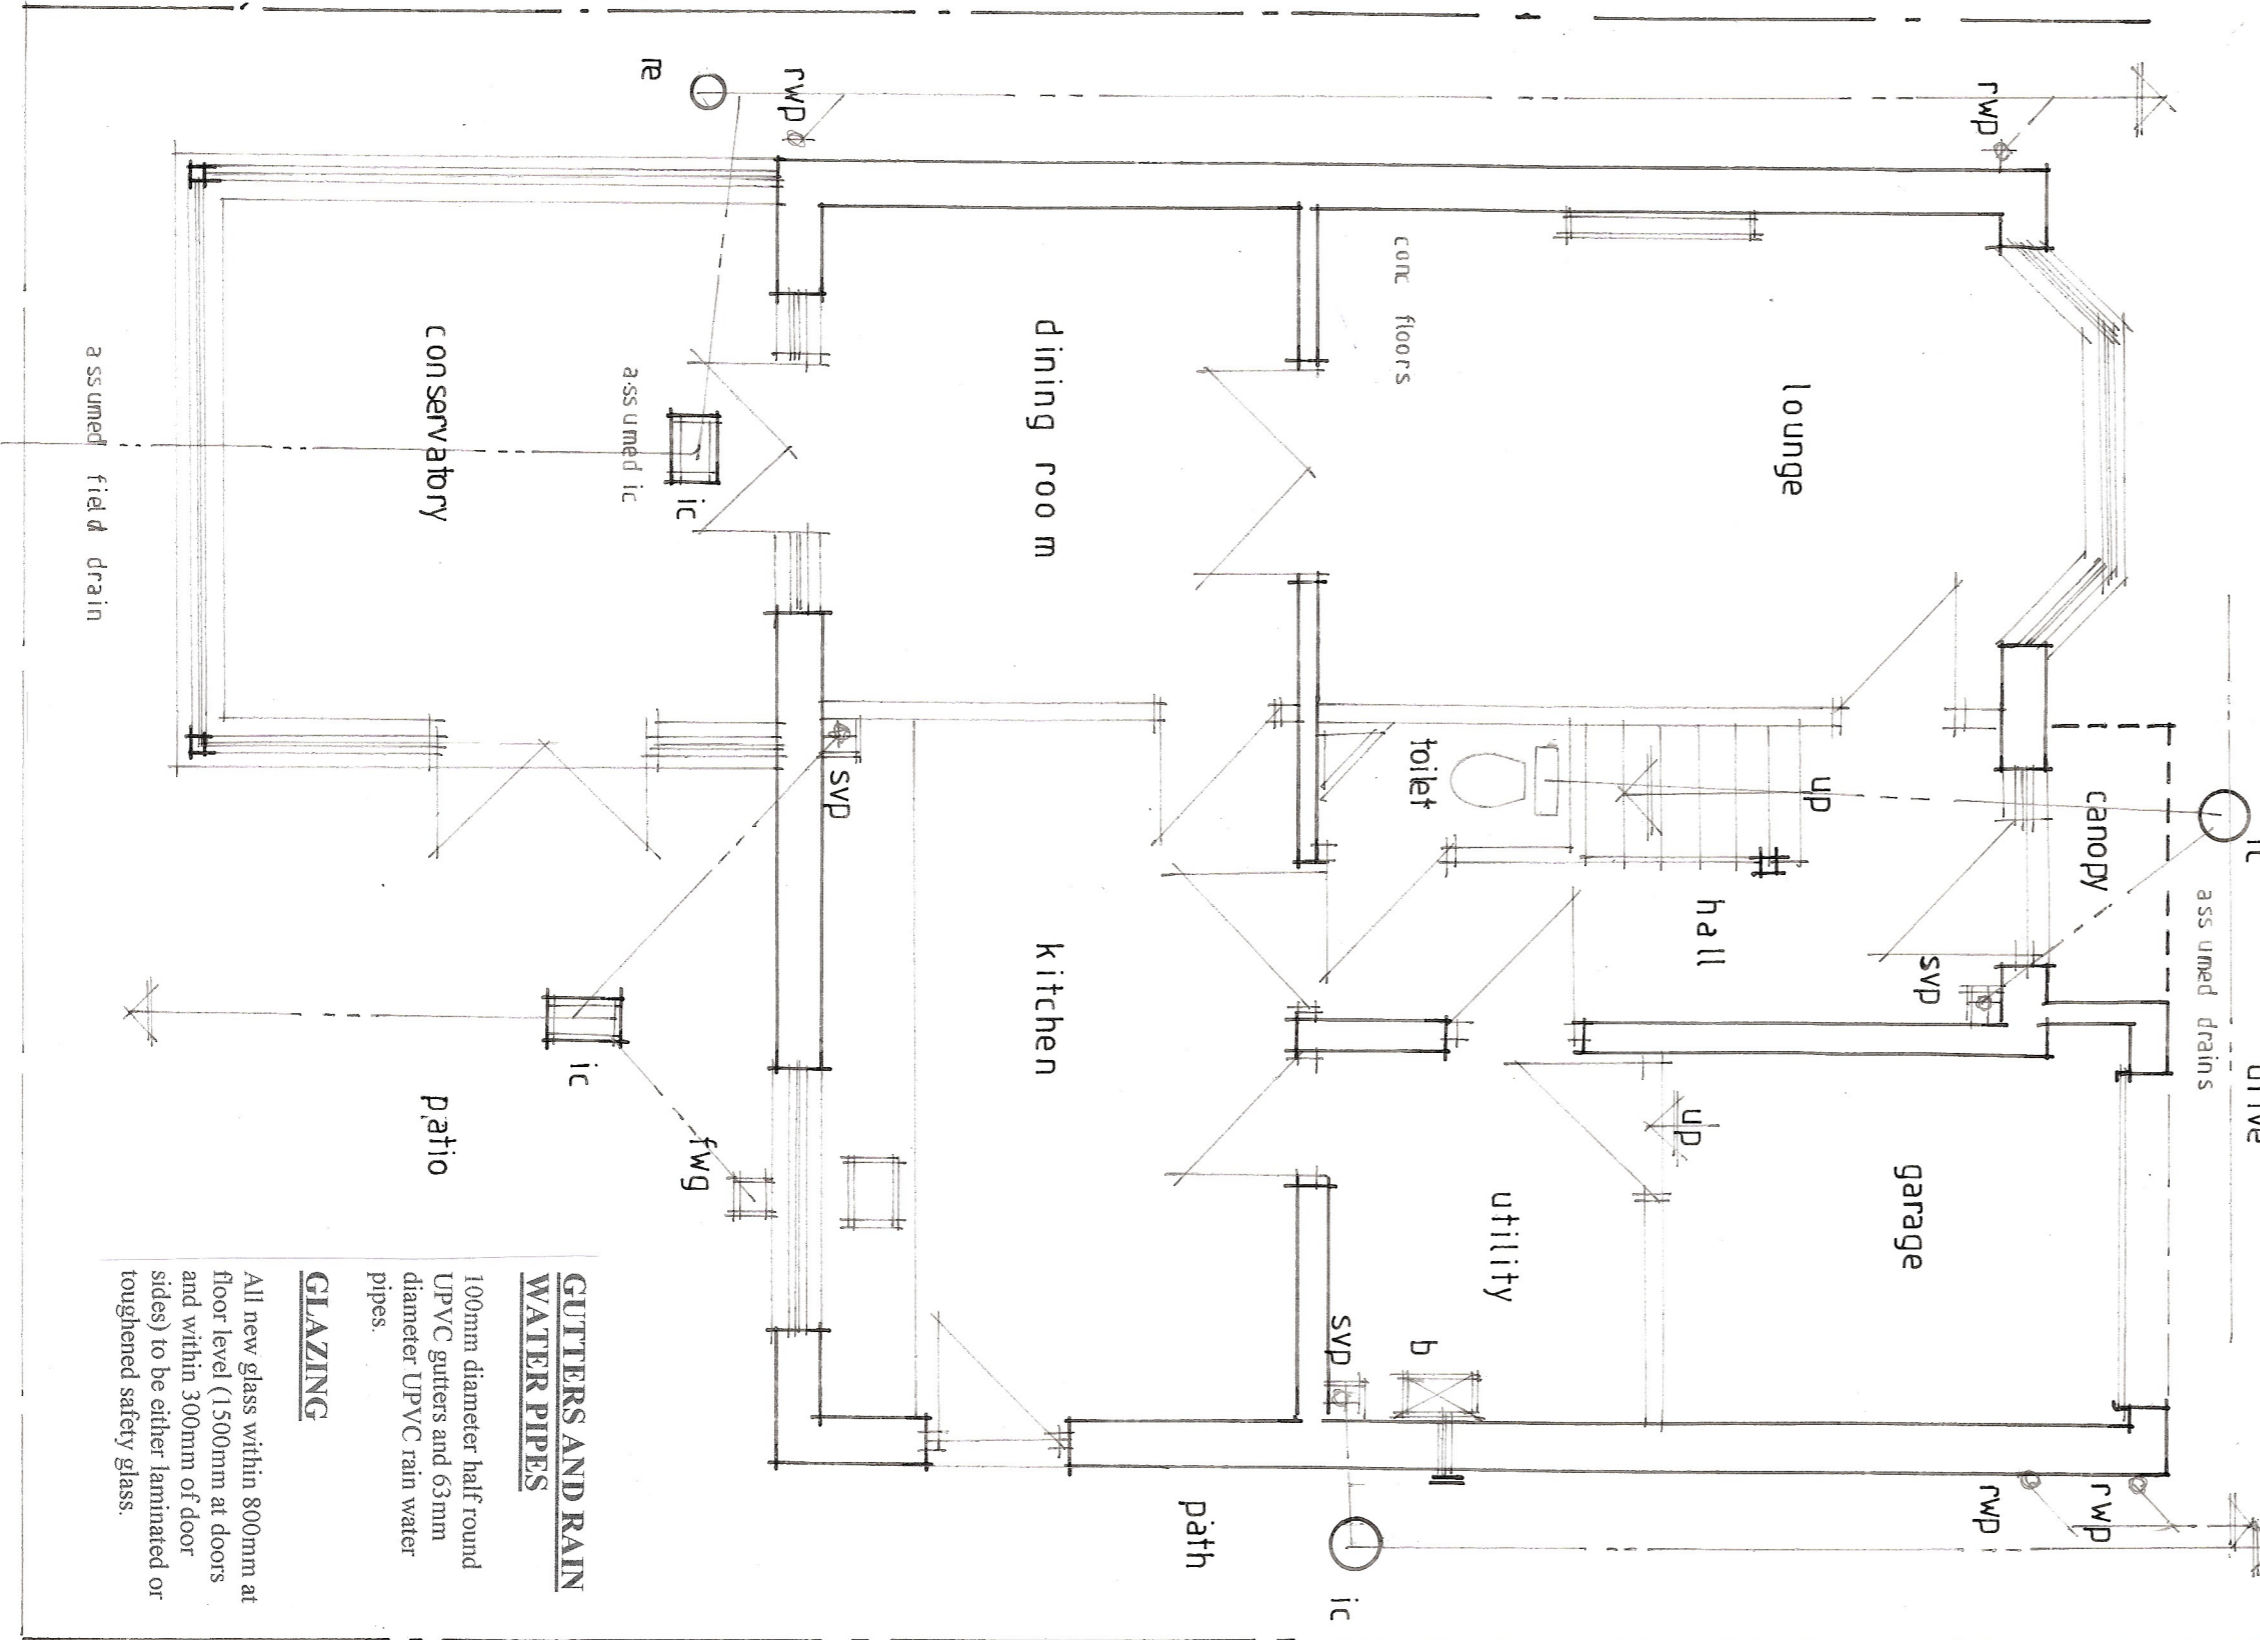 ic
drive
assumed drains
canopy
rwp
rwp
rwp
lounge
up
hall
svp
garage
conc floors
toilet
up
utility
b
svp
ic
path
dining room
kitchen
rwp
re
svp
ic
assumed ic
ic
fwg
conservatory
patio
assumed field drain
GUTTERS AND RAIN
WATER PIPES
100mm diameter half round
UPVC gutters and 63mm
diameter UPVC rain water
pipes.
GLAZING
All new glass within 800mm at
floor level (1500mm at doors
and within 300mm of door
sides) to be either laminated or
toughened safety glass.